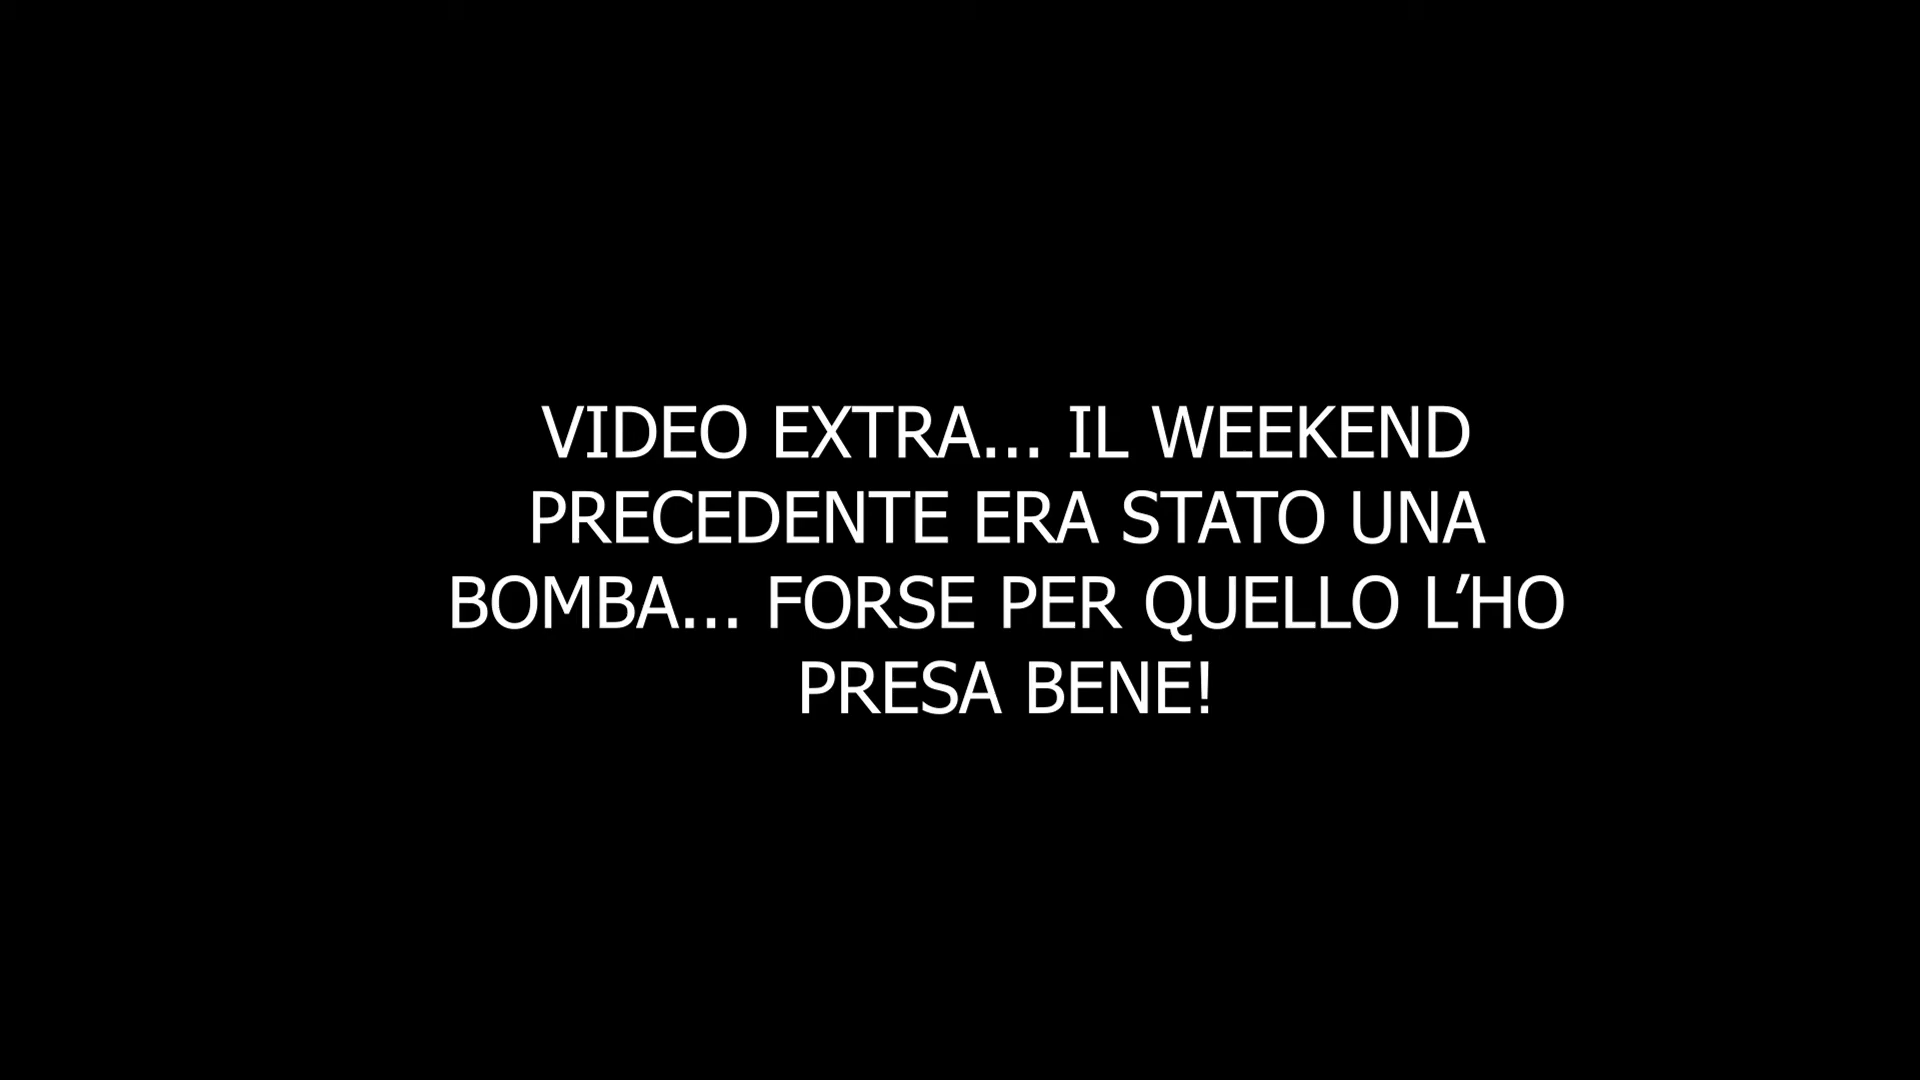 VIDEO EXTRA... IL WEEKEND
PRECEDENTE ERA STATO UNA
BOMBA... FORSE PER QUELLO L’HO
PRESA BENE!